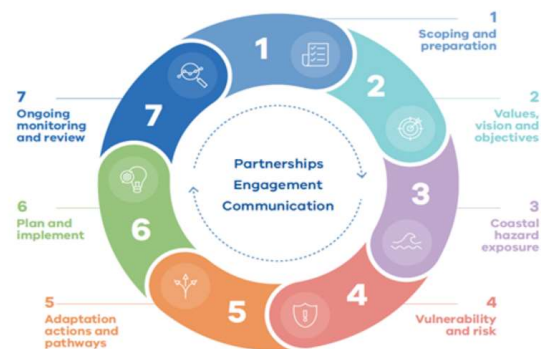 1
Scoping and
preparation
2
Values,
vision and
objectives
3
Coastal
hazard
exposure
4
Vulnerability
and risk
5
Adaptation
actions and
pathways
6
Plan and
implement
7
Ongoing
monitoring
and review
1
2
3
4
5
6
7
Partnerships
Engagement
Communication